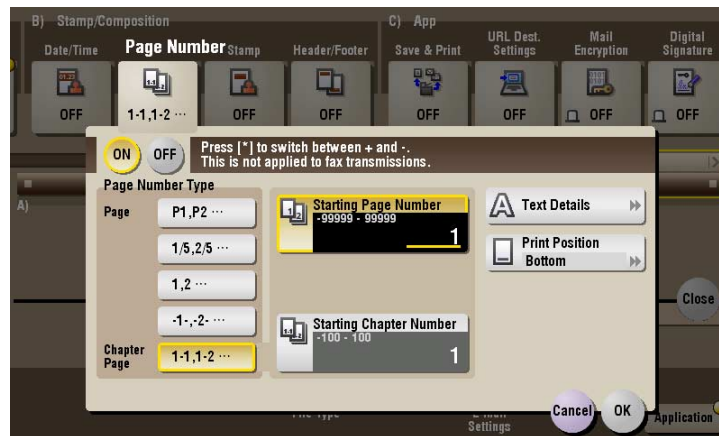 B) Stamp/Composition
C) App
Date/Time
Page Number
Stamp
Header/Footer
Save & Print
URL Dest.
Settings
Mail
Encryption
Digital
Signature
OFF
1-1,1-2 ···
OFF
OFF
OFF
OFF
OFF
OFF
ON
OFF
Press [*] to switch between + and -.
This is not applied to fax transmissions.
A)
Page Number Type
Page
P1,P2 ···
1/5,2/5 ···
1,2 ···
-1-,-2- ···
Chapter
Page
1-1,1-2 ···
Starting Page Number
-99999 - 99999
1
Starting Chapter Number
-100 - 100
1
Text Details
Print Position
Bottom
Close
Cancel
OK
Settings
Application